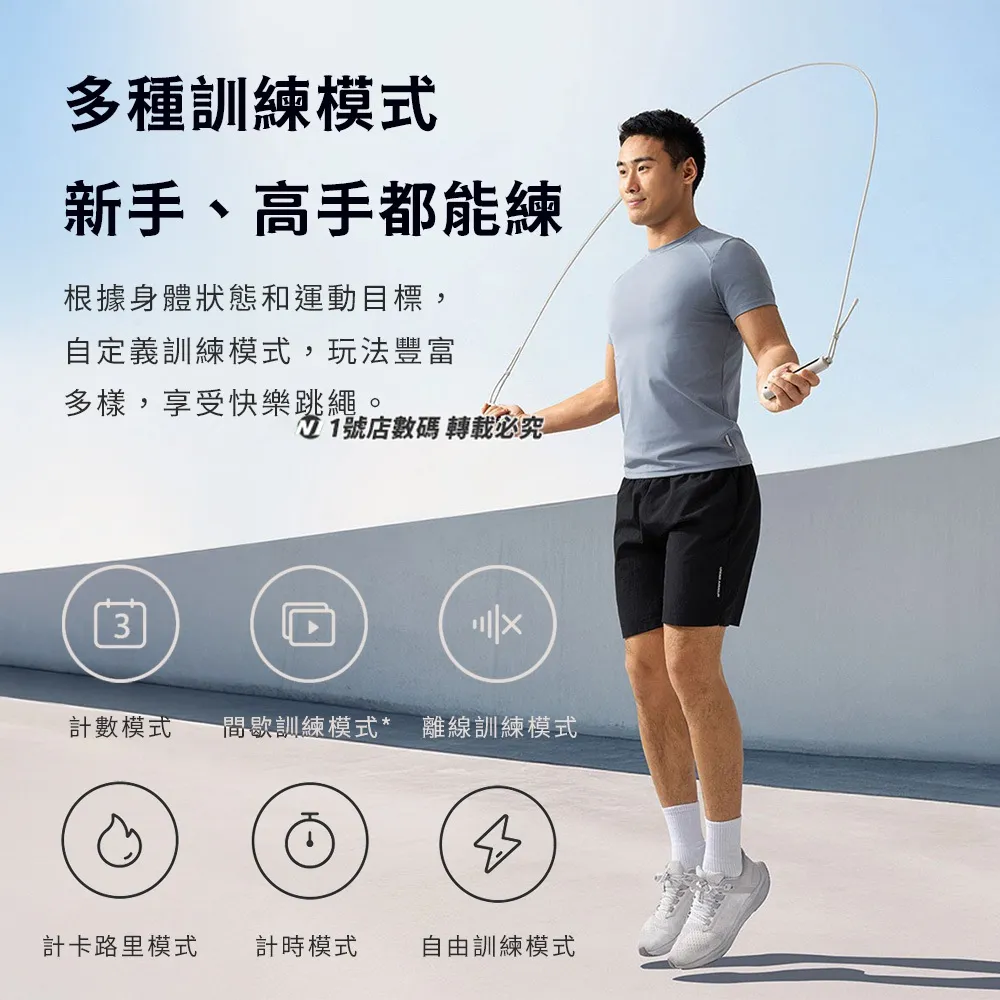 多種訓練模式
新手、高手都能練
根據身體狀態和運動目標，
自定義訓練模式，玩法豐富
多樣，享受快樂跳繩。
1號店數碼 轉載必究
3
計數模式 間歇訓練模式* 離線訓練模式
計卡路里模式 計時模式 自由訓練模式